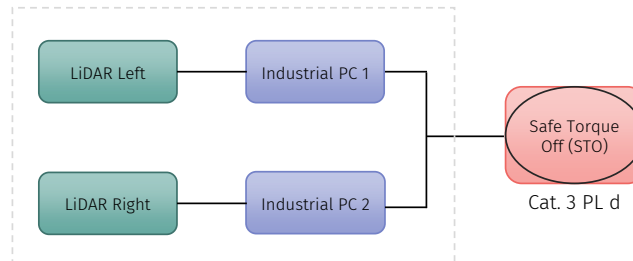 LiDAR Left
Industrial PC 1
Safe Torque
Off (STO)
LiDAR Right
Industrial PC 2
Cat. 3 PL d